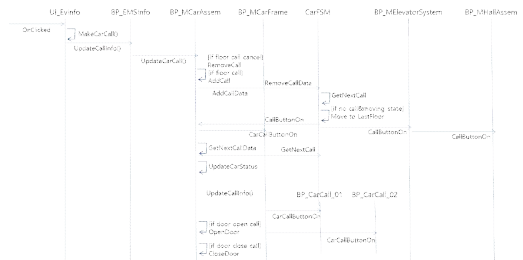 UI_EvInfo
BP_EMSInfo
BP_MCarAssem
BP_MCarFrame
CarFSM
BP_MElevatorSystem
BP_MHallAssem
OnClicked
MakeCarCall()
UpdateCallInfo()
UpdateCarCall()
[if floor call cancel]
RemoveCall
[if floor call]
AddCall
RemoveCallData
AddCallData
GetNextCall
[if no call&moving state]
Move to LastFloor
CallButtonOn
CarCallButtonOn
CallButtonOn
CallButtonOn
GetNextCallData
GetNextCall
UpdateCarStatus
UpdateCallInfo()
BP_CarCall_01
BP_CarCall_02
CarCallButtonOn
[if door open call]
OpenDoor
CarCallButtonOn
[if door close call]
CloseDoor